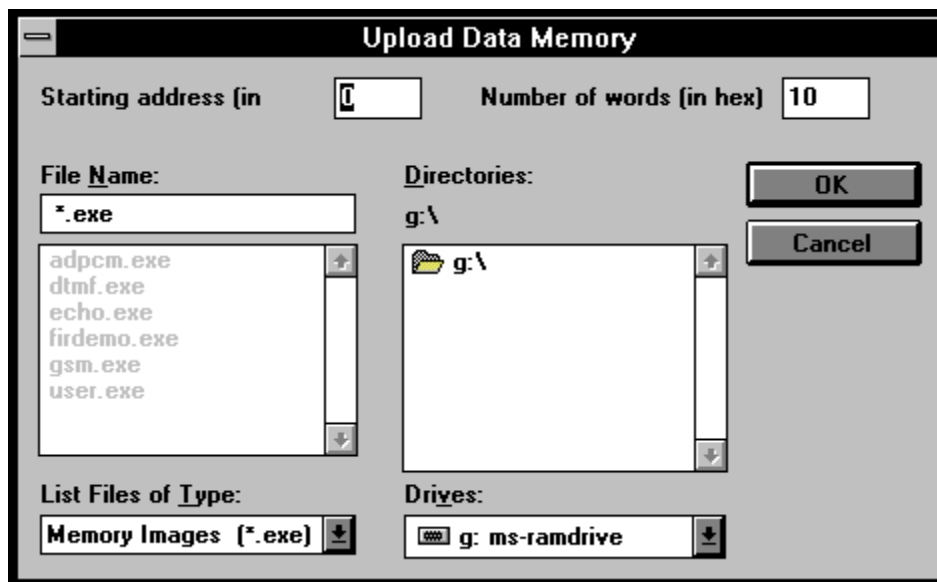 Upload Data Memory
Starting address (in
0
Number of words (in hex)
10
File Name:
*.exe
adpcm.exe
dtmf.exe
echo.exe
firdemo.exe
gsm.exe
user.exe
List Files of Type:
Memory Images (*.exe)
Directories:
g:\
g:\
Drives:
g: ms-ramdrive
OK
Cancel